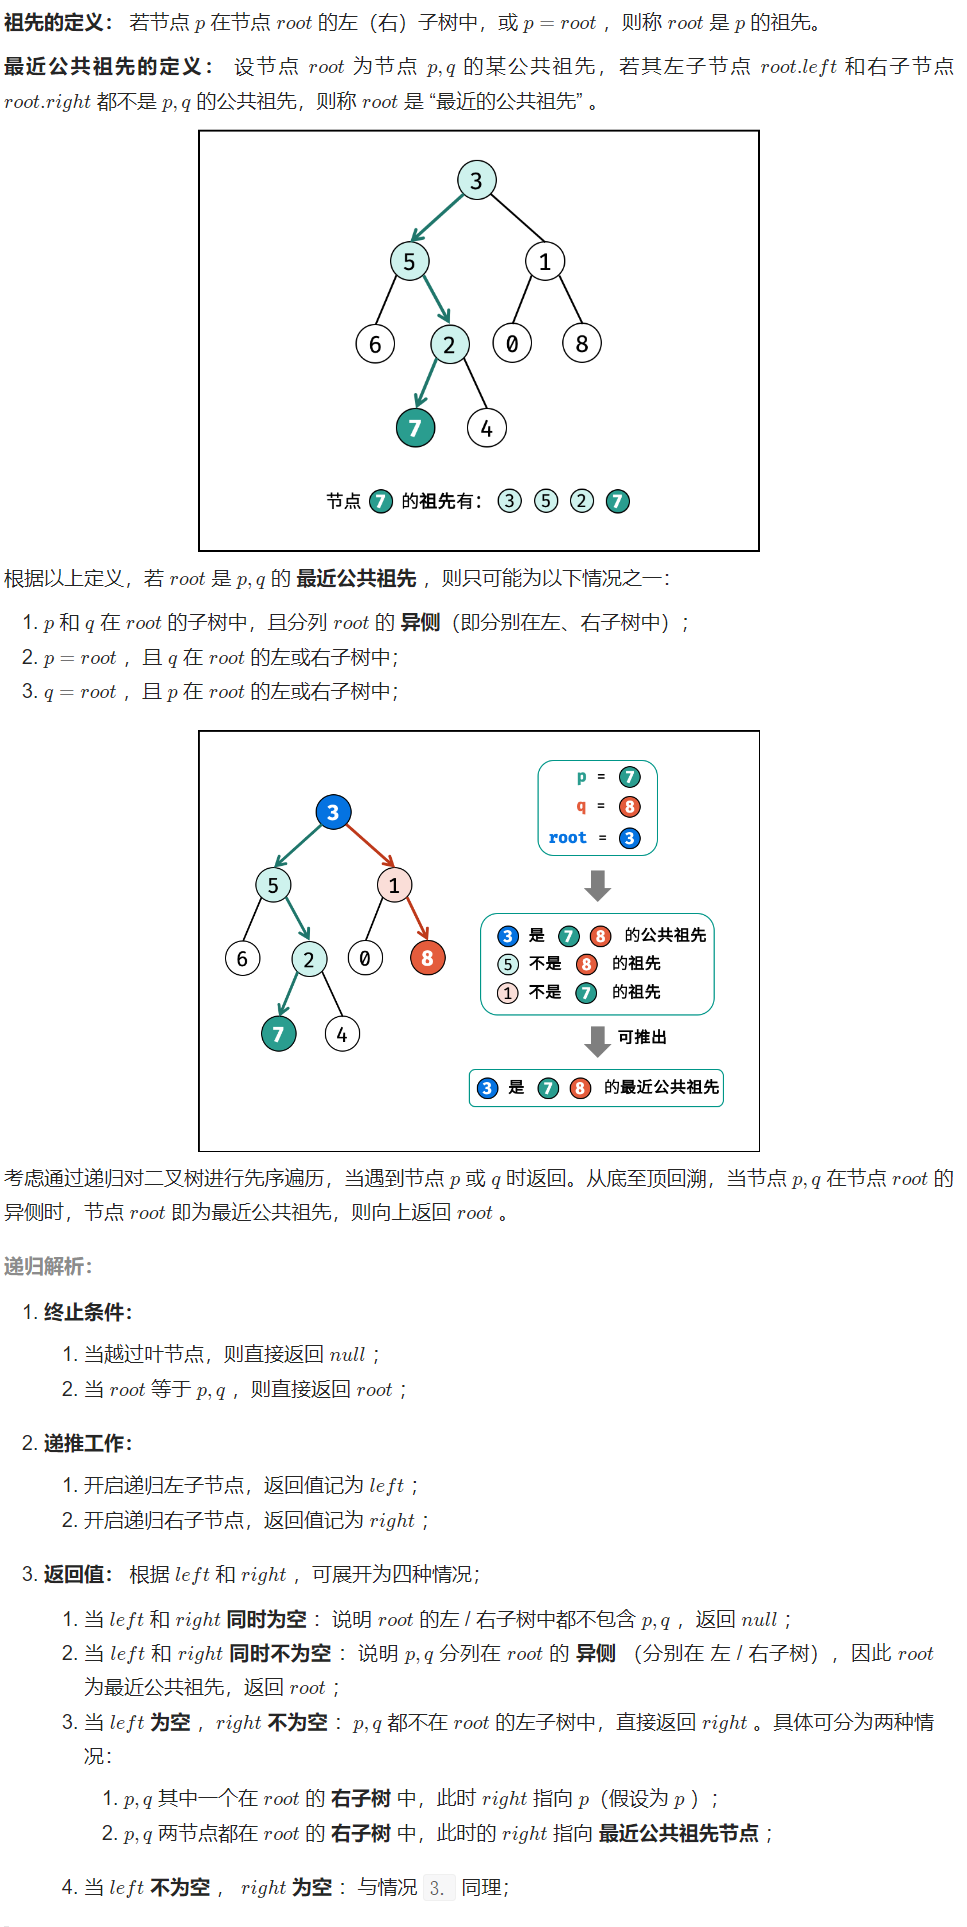 祖先的定义： 若节点 p 在节点 root 的左（右）子树中，或 p = root ，则称 root 是 p 的祖先。
最近公共祖先的定义： 设节点 root 为节点 p, q 的某公共祖先，若其左子节点 root.left 和右子节点
root.right 都不是 p, q 的公共祖先，则称 root 是 “最近的公共祖先” 。
3
5 1
6 2 0 8
7 4
节点 7 的祖先有： 3 5 2 7
根据以上定义，若 root 是 p, q 的 最近公共祖先 ，则只可能为以下情况之一：
1. p 和 q 在 root 的子树中，且分列 root 的 异侧（即分别在左、右子树中）；
2. p = root ，且 q 在 root 的左或右子树中；
3. q = root ，且 p 在 root 的左或右子树中；
3
5 1
6 2 0 8
7 4
p = 7
q = 8
root = 3
3 是 7 8 的公共祖先
5 不是 8 的祖先
1 不是 7 的祖先
可推出
3 是 7 8 的最近公共祖先
考虑通过递归对二叉树进行先序遍历，当遇到节点 p 或 q 时返回。从底至顶回溯，当节点 p, q 在节点 root 的
异侧时，节点 root 即为最近公共祖先，则向上返回 root 。
递归解析：
1. 终止条件：
1. 当越过叶节点，则直接返回 null ；
2. 当 root 等于 p, q ，则直接返回 root ；
2. 递推工作：
1. 开启递归左子节点，返回值记为 left ；
2. 开启递归右子节点，返回值记为 right ；
3. 返回值： 根据 left 和 right ，可展开为四种情况；
1. 当 left 和 right 同时为空 ：说明 root 的左 / 右子树中都不包含 p, q ，返回 null ；
2. 当 left 和 right 同时不为空 ：说明 p, q 分列在 root 的 异侧 （分别在 左 / 右子树），因此 root
为最近公共祖先，返回 root ；
3. 当 left 为空 ，right 不为空 ：p, q 都不在 root 的左子树中，直接返回 right 。具体可分为两种情
况：
1. p, q 其中一个在 root 的 右子树 中，此时 right 指向 p（假设为 p ）；
2. p, q 两节点都在 root 的 右子树 中，此时的 right 指向 最近公共祖先节点 ；
4. 当 left 不为空 ， right 为空 ：与情况 3. 同理；